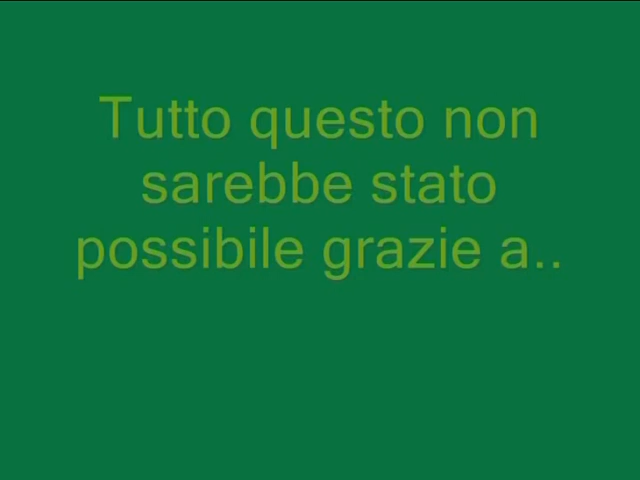 Tutto questo non
sarebbe stato
possibile grazie a..